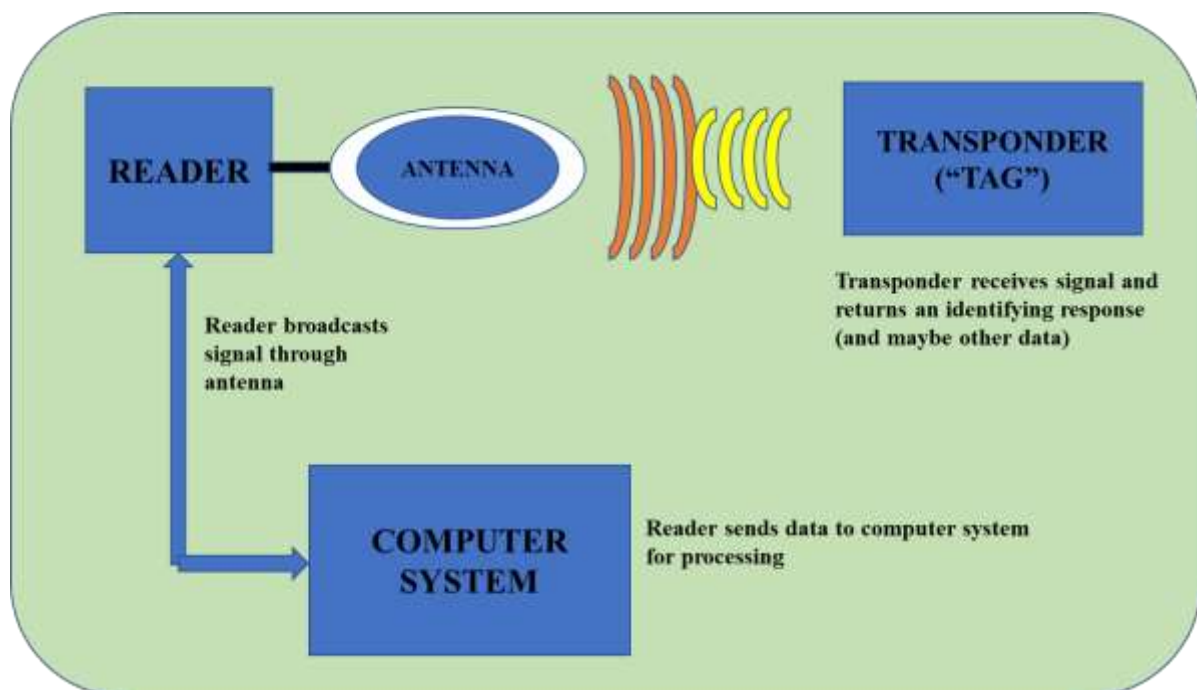 READER
ANTENNA
TRANSPONDER
(“TAG”)
Transponder receives signal and
returns an identifying response
(and maybe other data)
Reader broadcasts
signal through
antenna
COMPUTER
SYSTEM
Reader sends data to computer system
for processing